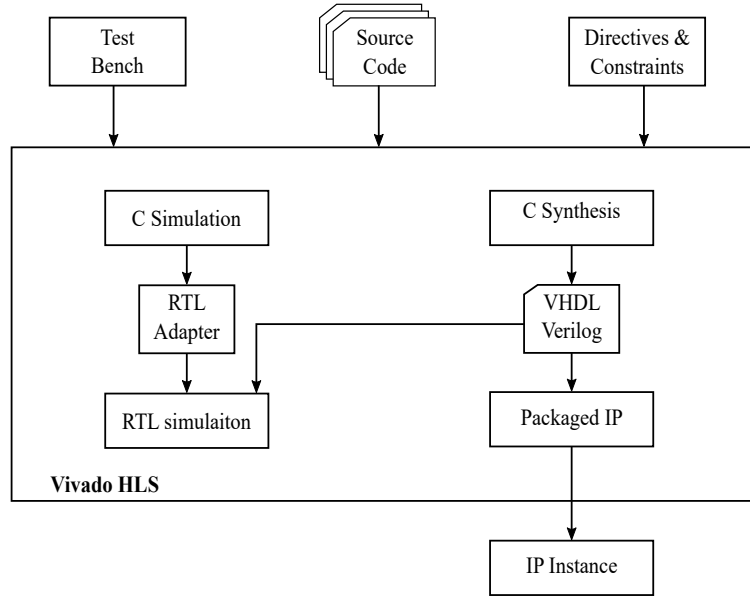 Test
Bench
Source
Code
Directives &
Constraints
C Simulation
C Synthesis
RTL
Adapter
VHDL
Verilog
RTL simulaiton
Packaged IP
Vivado HLS
IP Instance